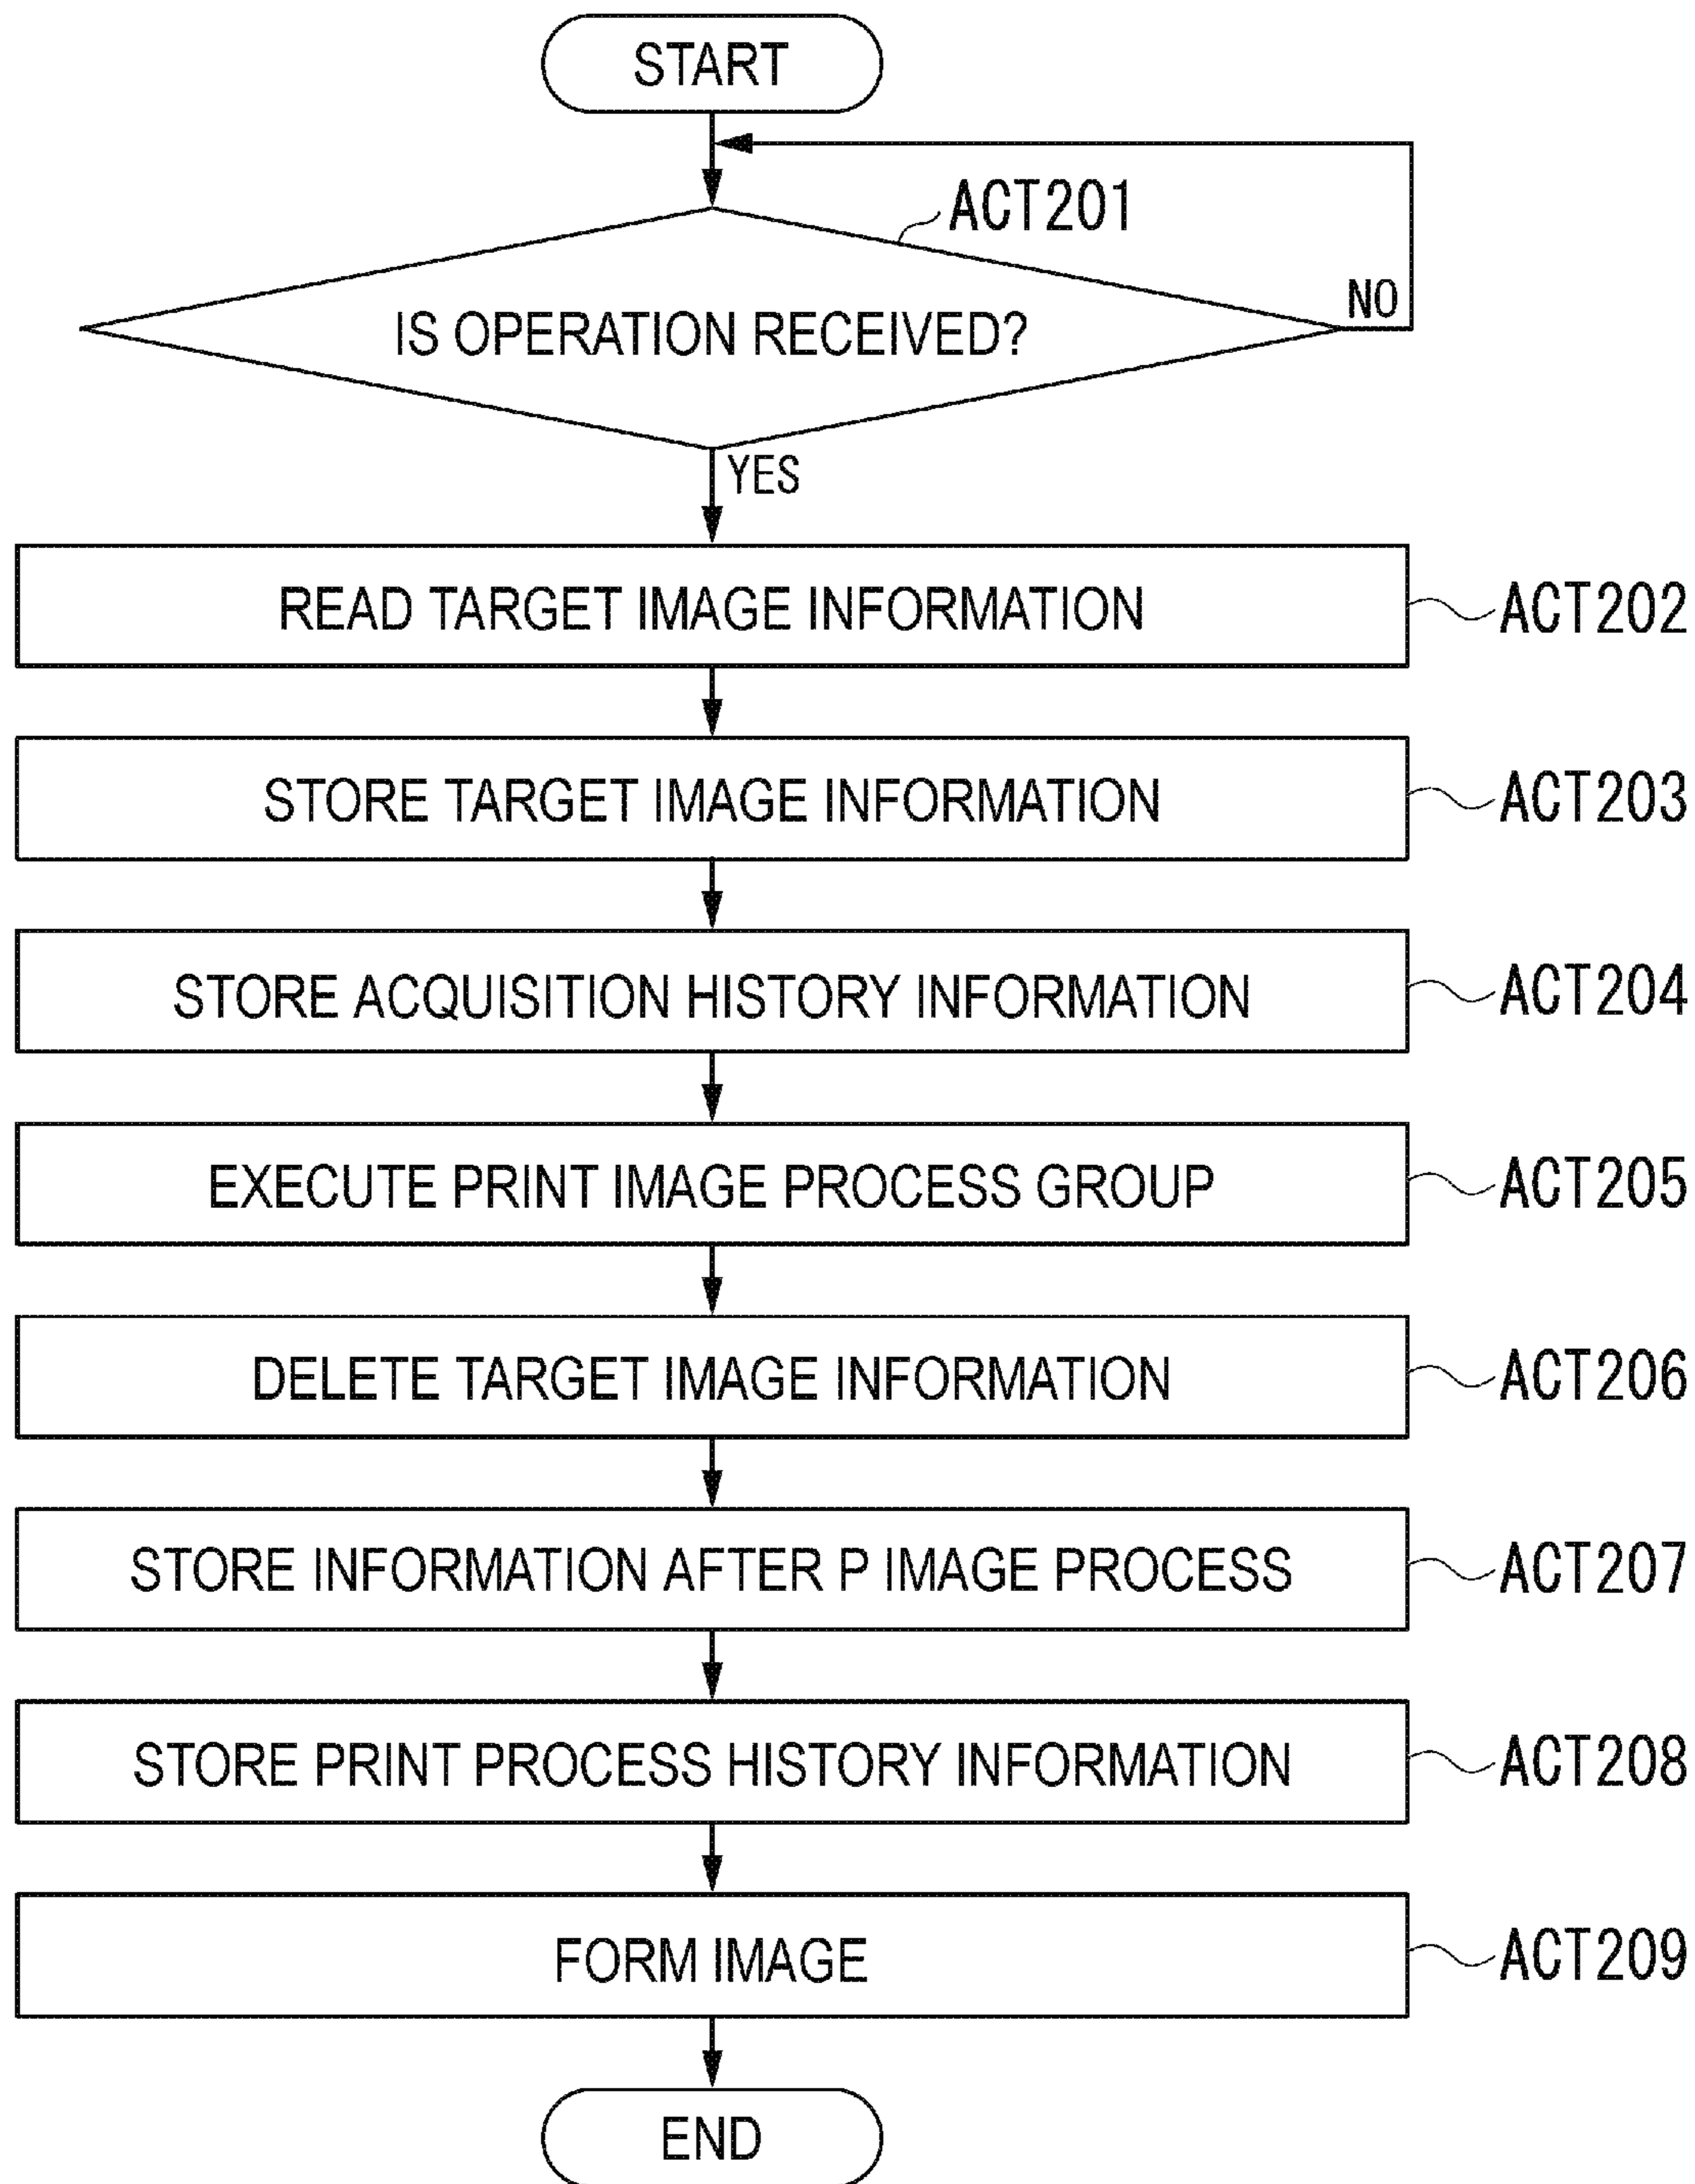 START
ACT201
NO
IS OPERATION RECEIVED?
YES
READ TARGET IMAGE INFORMATION
ACT202
STORE TARGET IMAGE INFORMATION
ACT203
STORE ACQUISITION HISTORY INFORMATION
ACT204
EXECUTE PRINT IMAGE PROCESS GROUP
ACT205
DELETE TARGET IMAGE INFORMATION
ACT206
STORE INFORMATION AFTER P IMAGE PROCESS
ACT207
STORE PRINT PROCESS HISTORY INFORMATION
ACT208
FORM IMAGE
ACT209
END